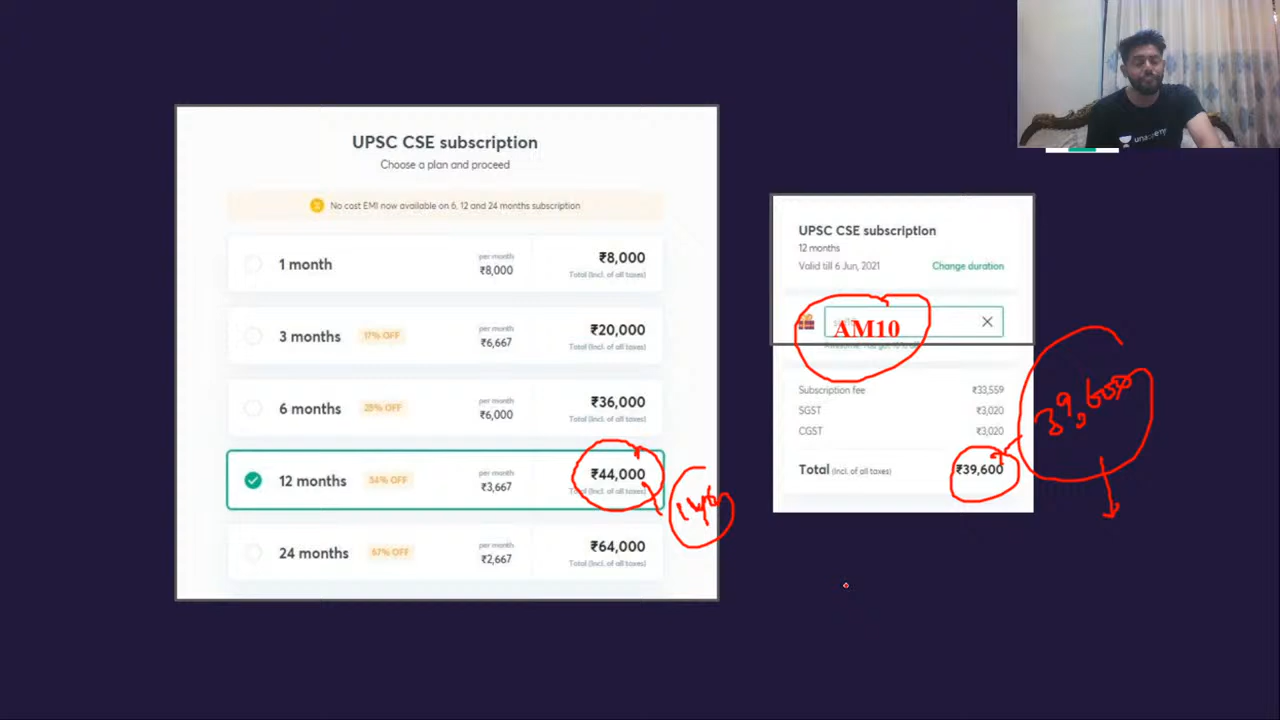 UPSC CSE subscription
Choose a plan and proceed
No cost EMI now available on 6, 12 and 24 months subscription
1 month per month ₹8,000 ₹8,000 Total (Incl. of all taxes)
3 months 17% OFF per month ₹6,667 ₹20,000 Total (Incl. of all taxes)
6 months 25% OFF per month ₹6,000 ₹36,000 Total (Incl. of all taxes)
12 months 54% OFF per month ₹3,667 ₹44,000 Total (Incl. of all taxes)
24 months 67% OFF per month ₹2,667 ₹64,000 Total (Incl. of all taxes)
UPSC CSE subscription
12 months
Valid till 6 Jun, 2021 Change duration
AM10
Subscription fee ₹33,559
SGST ₹3,020
CGST ₹3,020
Total (Incl. of all taxes) ₹39,600
39,600
unacademy